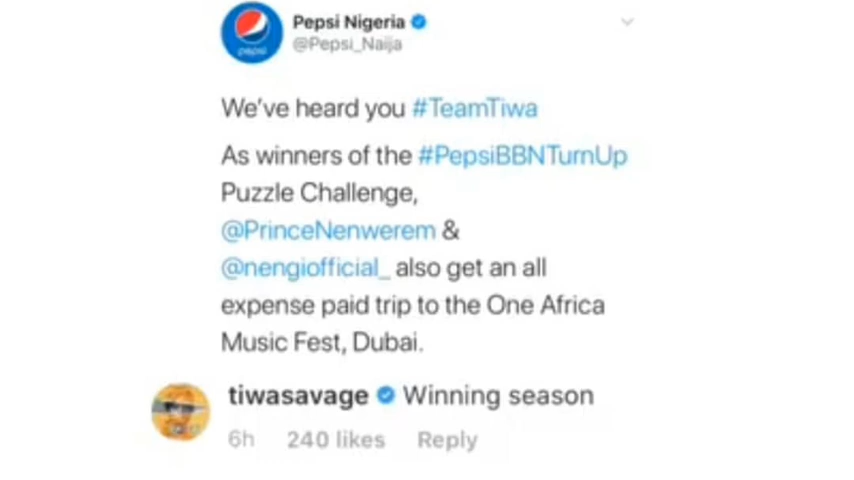 Pepsi Nigeria
@Pepsi_Naija
pepsi
We've heard you #TeamTiwa
As winners of the #PepsiBBNTurnUp
Puzzle Challenge,
@PrinceNenwerem &
@nengiofficial_ also get an all
expense paid trip to the One Africa
Music Fest, Dubai.
tiwasavage Winning season
6h 240 likes Reply